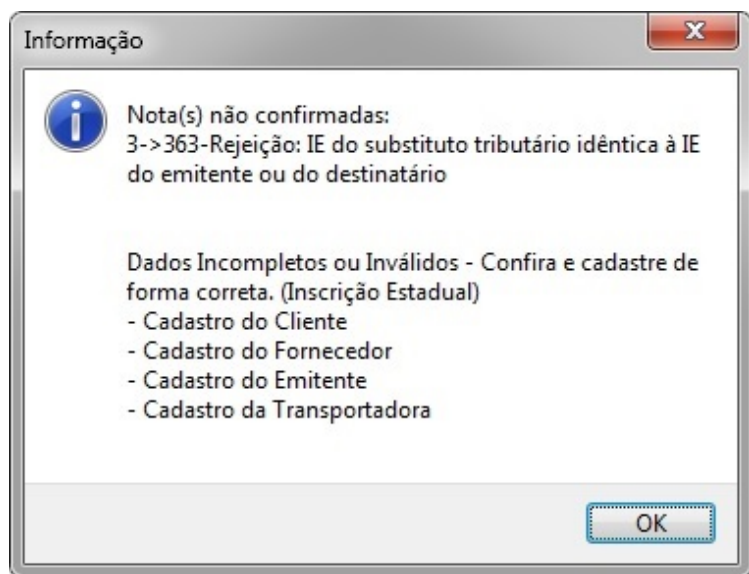 Informação
Nota(s) não confirmadas:
3->363-Rejeição: IE do substituto tributário idêntica à IE
do emitente ou do destinatário
Dados Incompletos ou Inválidos - Confira e cadastre de
forma correta. (Inscrição Estadual)
- Cadastro do Cliente
- Cadastro do Fornecedor
- Cadastro do Emitente
- Cadastro da Transportadora
OK